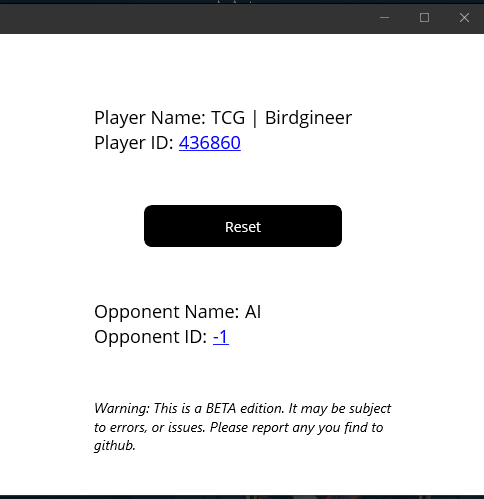 Player Name: TCG | Birdgineer
Player ID: 436860
Reset
Opponent Name: AI
Opponent ID: -1
Warning: This is a BETA edition. It may be subject
to errors, or issues. Please report any you find to
github.